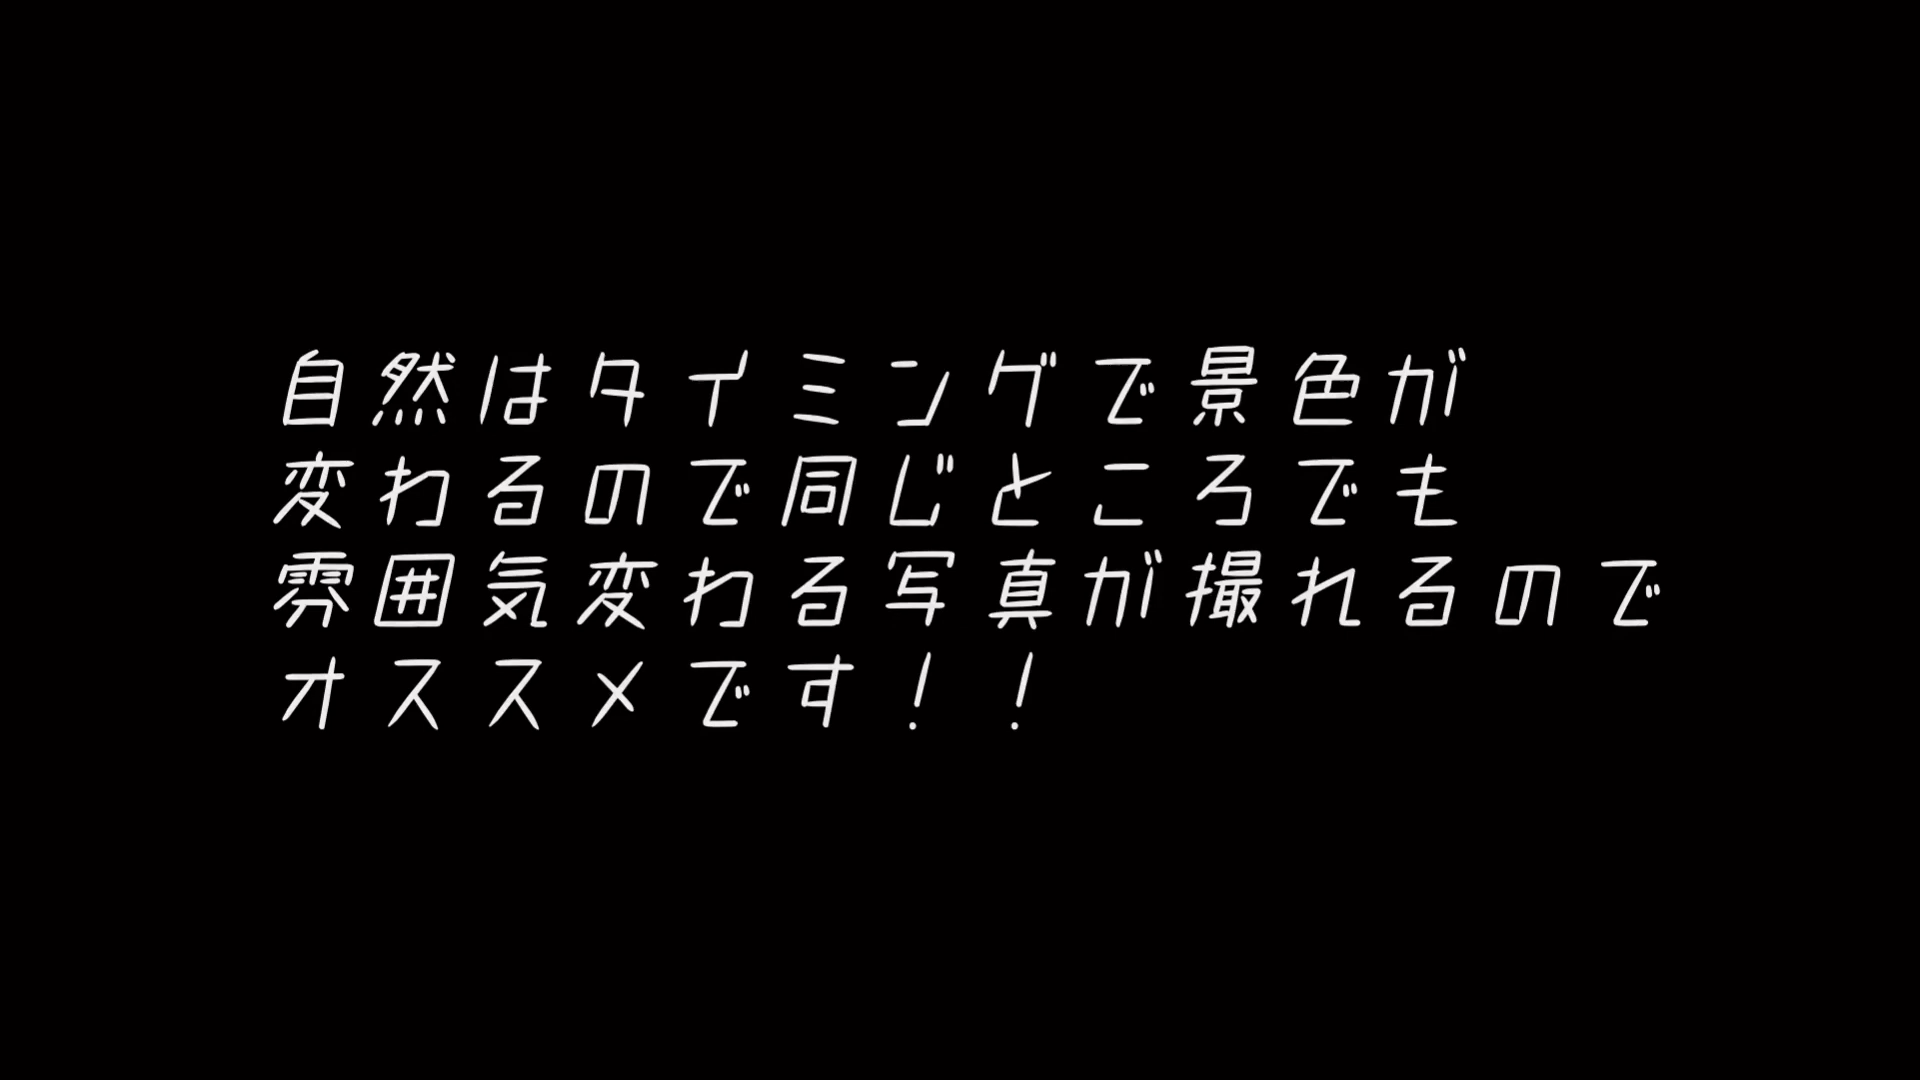 自然はタイミングで景色が
変わるので同じところでも
雰囲気変わる写真が撮れるので
オススメです！！